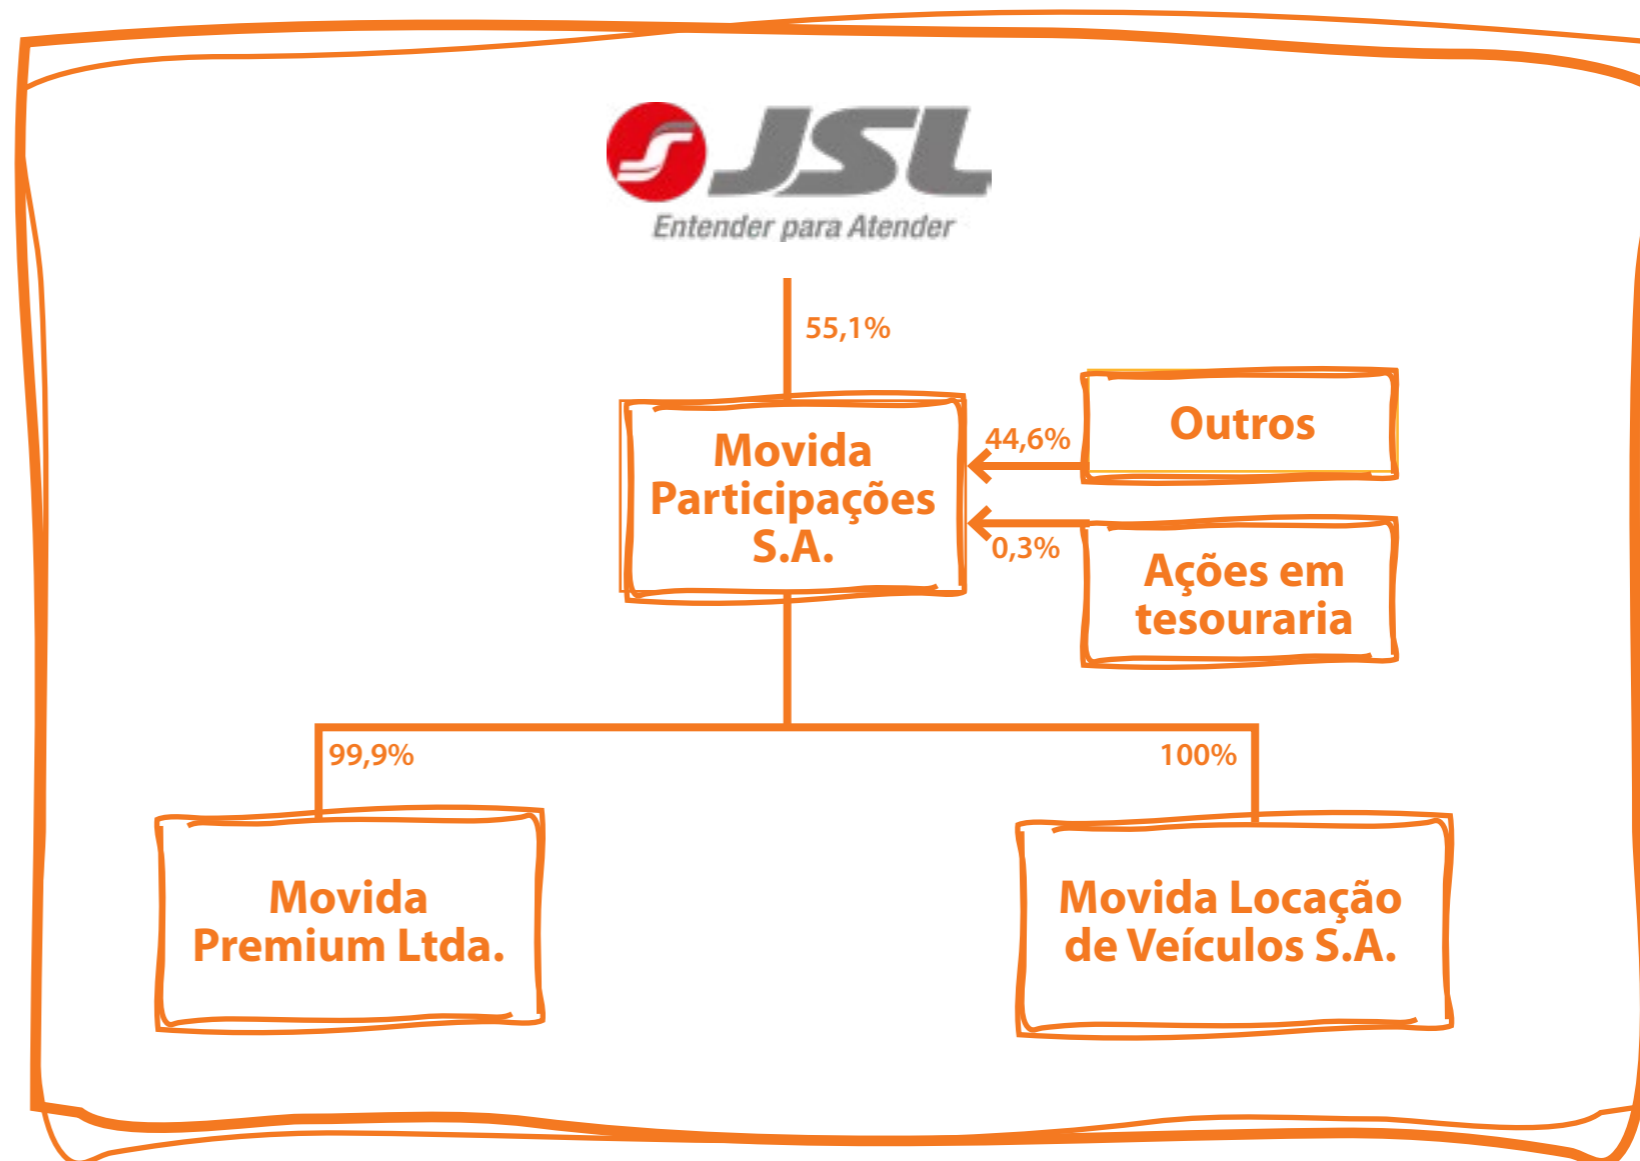 JSL
Entender para Atender
55,1%
Movida
Participações
S.A.
44,6%
Outros
0,3%
Ações em
tesouraria
99,9%
100%
Movida
Premium Ltda.
Movida Locação
de Veículos S.A.